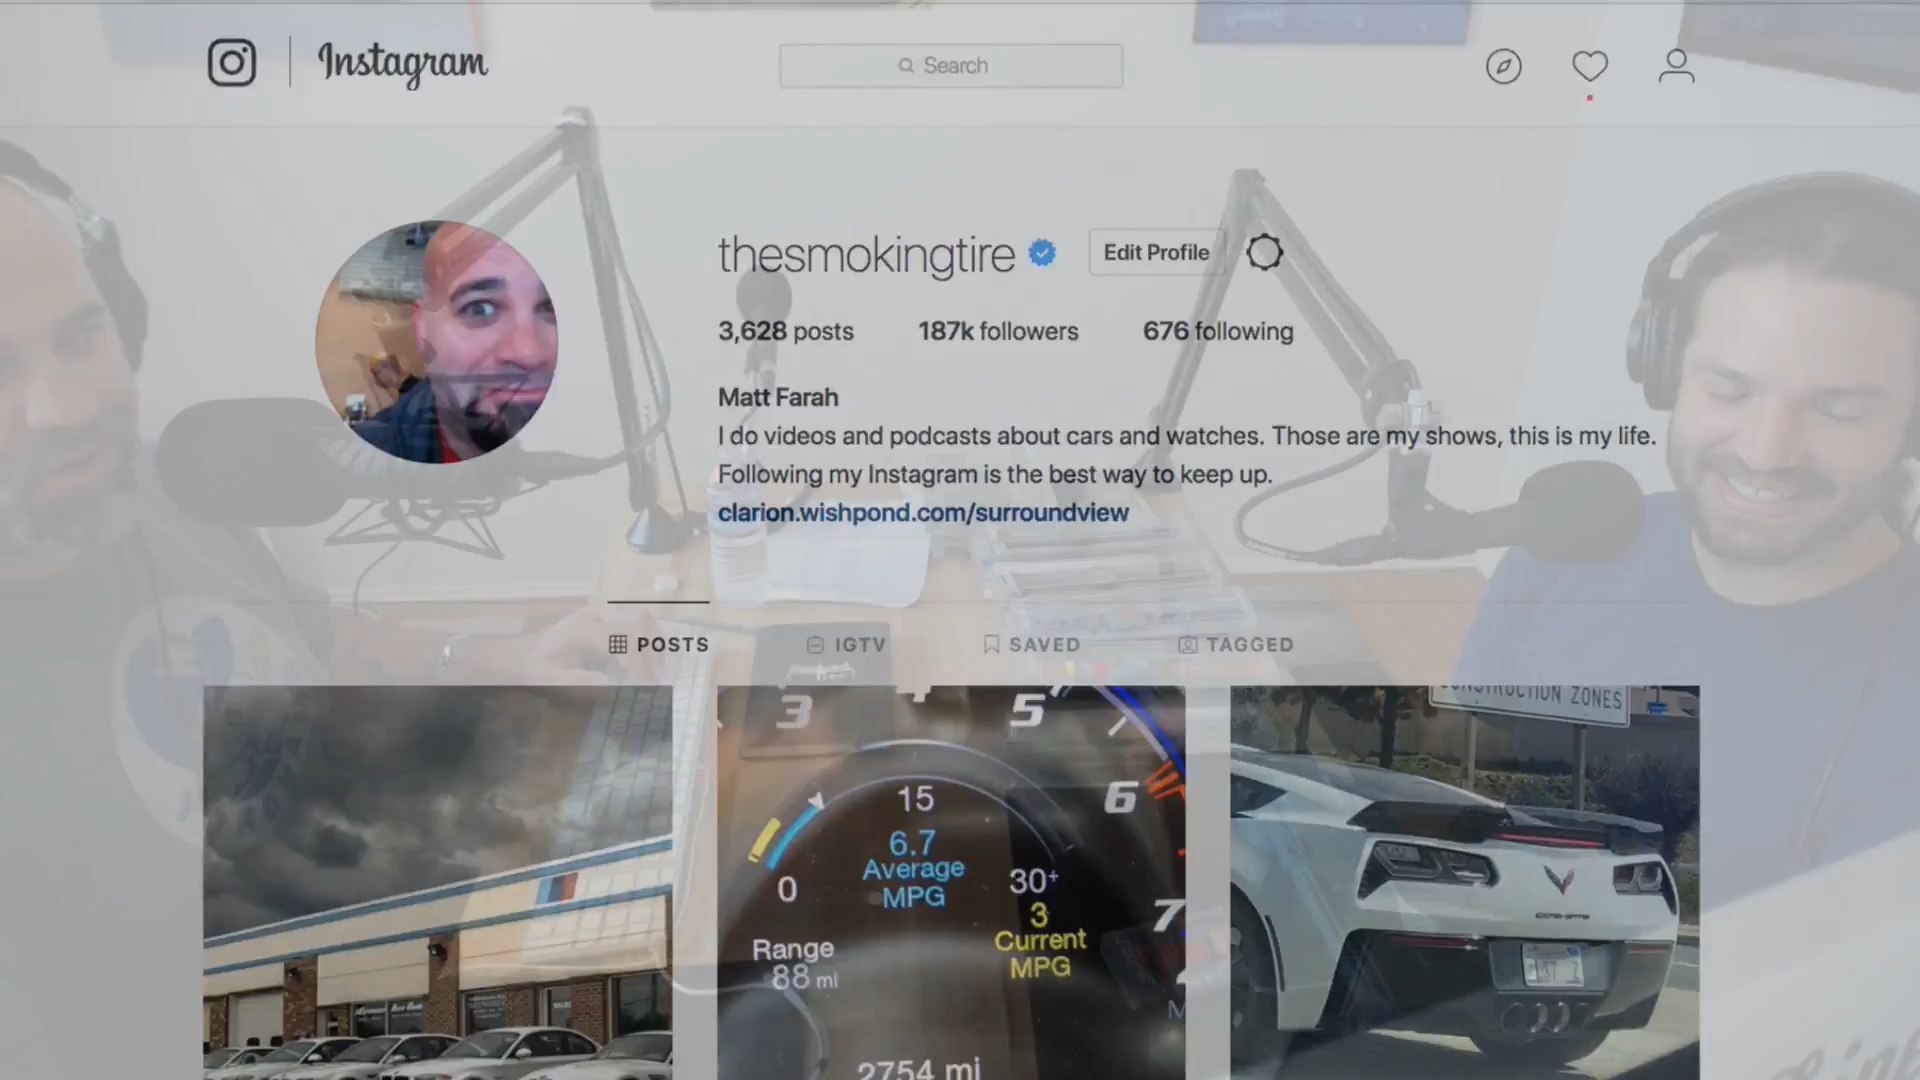 Instagram
Search
thesmokingtire
Edit Profile
3,628 posts 187k followers 676 following
Matt Farah
I do videos and podcasts about cars and watches. Those are my shows, this is my life.
Following my Instagram is the best way to keep up.
clarion.wishpond.com/surroundview
POSTS IGTV SAVED TAGGED
CONSTRUCTION ZONES
3 4 5
6
7
15
6.7
Average
MPG
0
30+
3
Current
MPG
Range
88 mi
2754 mi